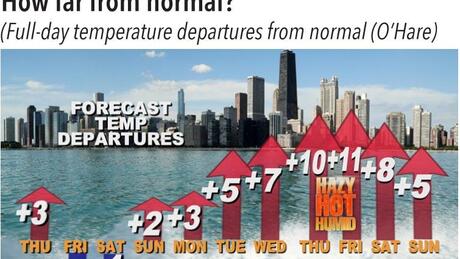 How far from normal?
(Full-day temperature departures from normal (O'Hare)
FORECAST
TEMP
DEPARTURES
+3 +2 +3 +5 +7 +10 +11 +8 +5
HAZY
HOT
HUMID
THU FRI SAT SUN MON TUE WED THU FRI SAT SUN